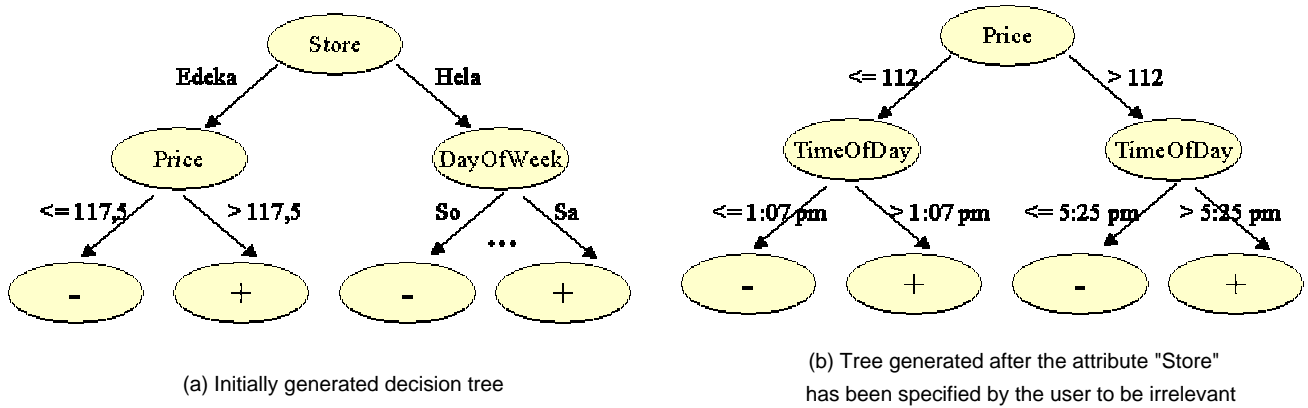 Store
Edeka
Hela
Price
DayOfWeek
<= 117,5
> 117,5
So
Sa
...
-
+
-
+
(a) Initially generated decision tree
Price
<= 112
> 112
TimeOfDay
TimeOfDay
<= 1:07 pm
> 1:07 pm
<= 5:25 pm
> 5:25 pm
-
+
-
+
(b) Tree generated after the attribute "Store"
has been specified by the user to be irrelevant